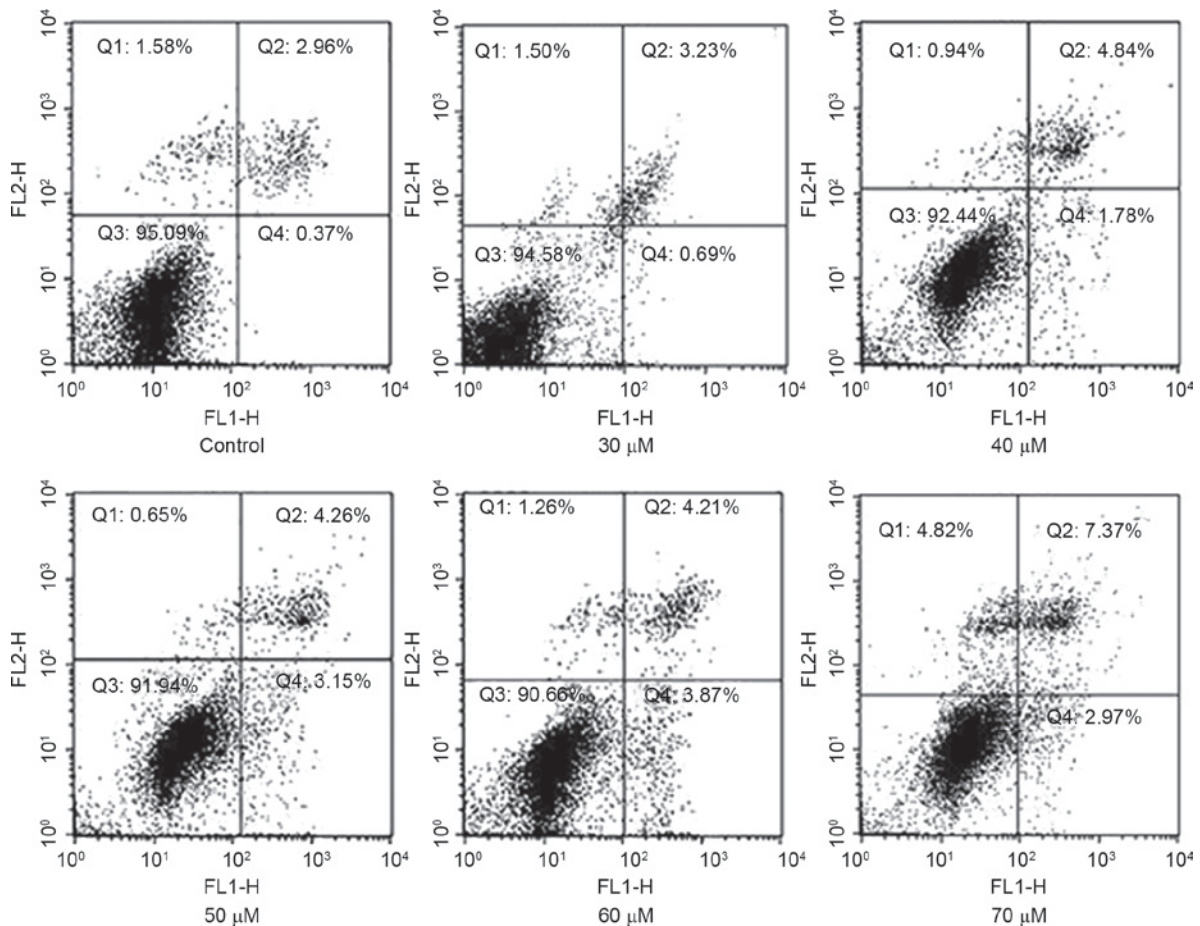 10⁴
10³
10²
10¹
10⁰
FL2-H
Q1: 1.58%
Q2: 2.96%
Q3: 95.09%
Q4: 0.37%
10⁰ 10¹ 10² 10³ 10⁴
FL1-H
Control
10⁴
10³
10²
10¹
10⁰
FL2-H
Q1: 1.50%
Q2: 3.23%
Q3: 94.58%
Q4: 0.69%
10⁰ 10¹ 10² 10³ 10⁴
FL1-H
30 μM
10⁴
10³
10²
10¹
10⁰
FL2-H
Q1: 0.94%
Q2: 4.84%
Q3: 92.44%
Q4: 1.78%
10⁰ 10¹ 10² 10³ 10⁴
FL1-H
40 μM
10⁴
10³
10²
10¹
10⁰
FL2-H
Q1: 0.65%
Q2: 4.26%
Q3: 91.94%
Q4: 3.15%
10⁰ 10¹ 10² 10³ 10⁴
FL1-H
50 μM
10⁴
10³
10²
10¹
10⁰
FL2-H
Q1: 1.26%
Q2: 4.21%
Q3: 90.66%
Q4: 3.87%
10⁰ 10¹ 10² 10³ 10⁴
FL1-H
60 μM
10⁴
10³
10²
10¹
10⁰
FL2-H
Q1: 4.82%
Q2: 7.37%
Q4: 2.97%
10⁰ 10¹ 10² 10³ 10⁴
FL1-H
70 μM